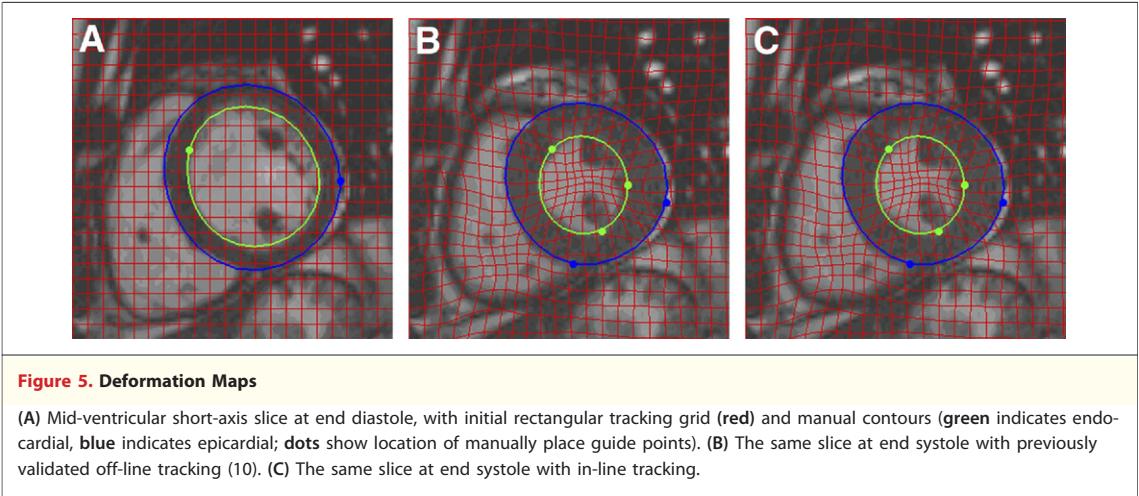 A
B
C
Figure 5. Deformation Maps
(A) Mid-ventricular short-axis slice at end diastole, with initial rectangular tracking grid (red) and manual contours (green indicates endo-
cardial, blue indicates epicardial; dots show location of manually place guide points). (B) The same slice at end systole with previously
validated off-line tracking (10). (C) The same slice at end systole with in-line tracking.